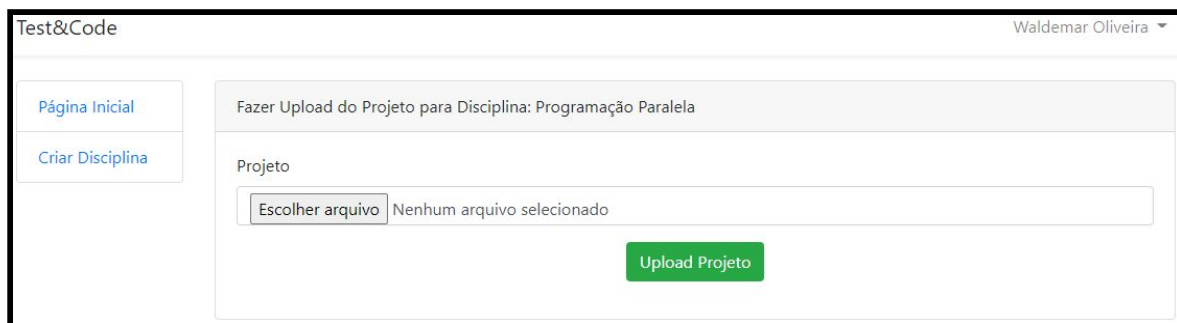 Test&Code
Waldemar Oliveira
Página Inicial
Criar Disciplina
Fazer Upload do Projeto para Disciplina: Programação Paralela
Projeto
Escolher arquivo Nenhum arquivo selecionado
Upload Projeto